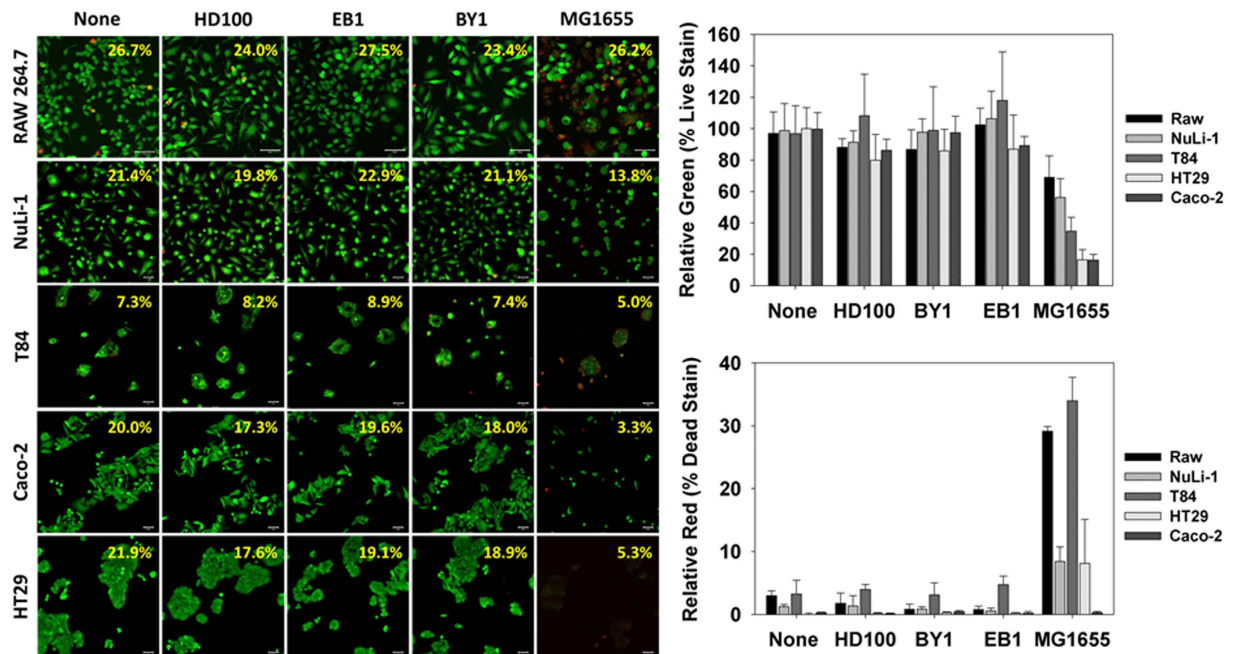 None HD100 EB1 BY1 MG1655
RAW 264.7
26.7% 24.0% 27.5% 23.4% 26.2%
NuLi-1
21.4% 19.8% 22.9% 21.1% 13.8%
T84
7.3% 8.2% 8.9% 7.4% 5.0%
Caco-2
20.0% 17.3% 19.6% 18.0% 3.3%
HT29
21.9% 17.6% 19.1% 18.9% 5.3%
Relative Green (% Live Stain)
160
140
120
100
80
60
40
20
0
None HD100 BY1 EB1 MG1655
Raw
NuLi-1
T84
HT29
Caco-2
Relative Red (% Dead Stain)
40
30
20
10
0
None HD100 BY1 EB1 MG1655
Raw
NuLi-1
T84
HT29
Caco-2